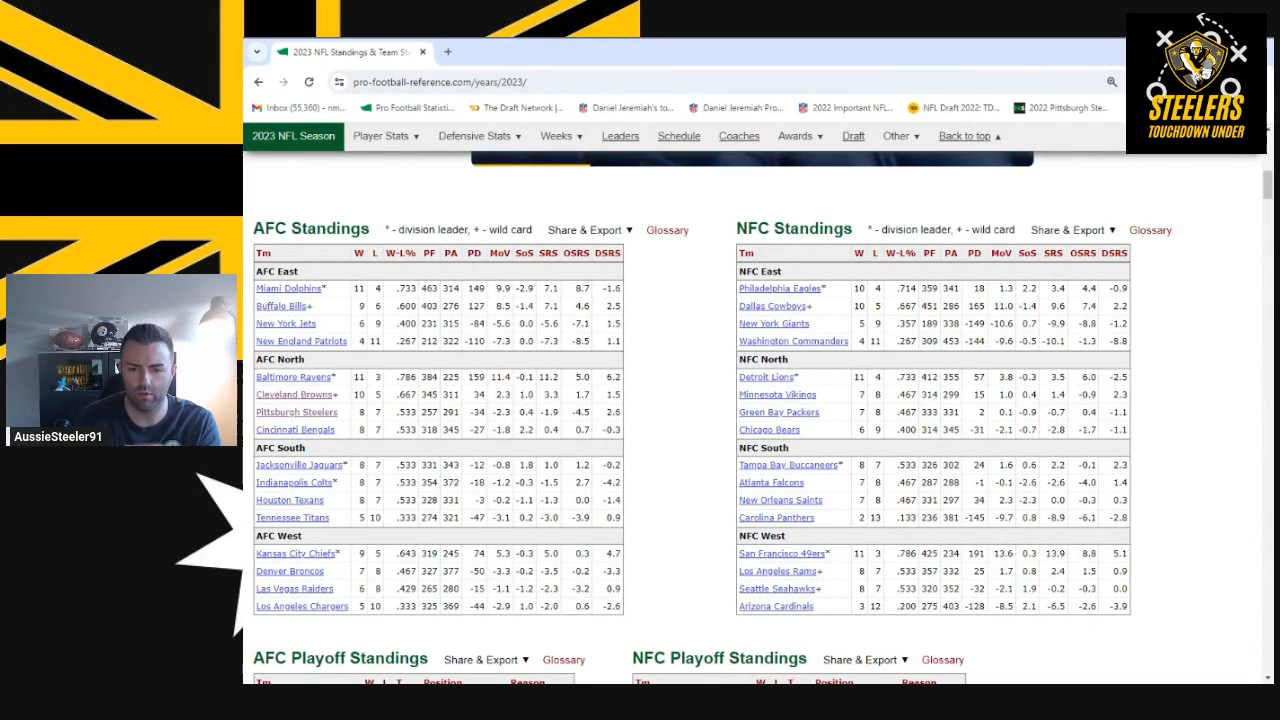 2023 NFL Standings & Team St
pro-football-reference.com/years/2023/
Inbox (55,360) - nm...
Pro Football Statisti...
The Draft Network |...
Daniel Jeremiah's to...
Daniel Jeremiah Pro...
2022 Important NFL...
NFL Draft 2022: TD...
2022 Pittsburgh Ste...
STEELERS
TOUCHDOWN UNDER
2023 NFL Season Player Stats ▼ Defensive Stats ▼ Weeks ▼ Leaders Schedule Coaches Awards ▼ Draft Other ▼ Back to top ▲
AFC Standings * - division leader, + - wild card Share & Export ▼ Glossary
Tm W L W-L% PF PA PD MoV SoS SRS OSRS DSRS
AFC East
Miami Dolphins* 11 4 .733 463 314 149 9.9 -2.9 7.1 8.7 -1.6
Buffalo Bills+ 9 6 .600 403 276 127 8.5 -1.4 7.1 4.6 2.5
New York Jets 6 9 .400 231 315 -84 -5.6 0.0 -5.6 -7.1 1.5
New England Patriots 4 11 .267 212 322 -110 -7.3 0.0 -7.3 -8.5 1.1
AFC North
Baltimore Ravens* 11 3 .786 384 225 159 11.4 -0.1 11.2 5.0 6.2
Cleveland Browns+ 10 5 .667 345 311 34 2.3 1.0 3.3 1.7 1.5
Pittsburgh Steelers 8 7 .533 257 291 -34 -2.3 0.4 -1.9 -4.5 2.6
Cincinnati Bengals 8 7 .533 318 345 -27 -1.8 2.2 0.4 0.7 -0.3
AFC South
Jacksonville Jaguars* 8 7 .533 331 343 -12 -0.8 1.8 1.0 1.2 -0.2
Indianapolis Colts* 8 7 .533 354 372 -18 -1.2 -0.3 -1.5 2.7 -4.2
Houston Texans 8 7 .533 328 331 -3 -0.2 -1.1 -1.3 0.0 -1.4
Tennessee Titans 5 10 .333 274 321 -47 -3.1 0.2 -3.0 -3.9 0.9
AFC West
Kansas City Chiefs* 9 5 .643 319 245 74 5.3 -0.3 5.0 0.3 4.7
Denver Broncos 7 8 .467 327 377 -50 -3.3 -0.2 -3.5 -0.2 -3.3
Las Vegas Raiders 6 8 .429 265 280 -15 -1.1 -1.2 -2.3 -3.2 0.9
Los Angeles Chargers 5 10 .333 325 369 -44 -2.9 1.0 -2.0 0.6 -2.6
NFC Standings * - division leader, + - wild card Share & Export ▼ Glossary
Tm W L W-L% PF PA PD MoV SoS SRS OSRS DSRS
NFC East
Philadelphia Eagles* 10 4 .714 359 341 18 1.3 2.2 3.4 4.4 -0.9
Dallas Cowboys+ 10 5 .667 451 286 165 11.0 -1.4 9.6 7.4 2.2
New York Giants 5 9 .357 189 338 -149 -10.6 0.7 -9.9 -8.8 -1.2
Washington Commanders 4 11 .267 309 453 -144 -9.6 -0.5 -10.1 -1.3 -8.8
NFC North
Detroit Lions* 11 4 .733 412 355 57 3.8 -0.3 3.5 6.0 -2.5
Minnesota Vikings 7 8 .467 314 299 15 1.0 0.4 1.4 -0.9 2.3
Green Bay Packers 7 8 .467 333 331 2 0.1 -0.9 -0.7 0.4 -1.1
Chicago Bears 6 9 .400 314 345 -31 -2.1 -0.7 -2.8 -1.7 -1.1
NFC South
Tampa Bay Buccaneers* 8 7 .533 326 302 24 1.6 0.6 2.2 -0.1 2.3
Atlanta Falcons 7 8 .467 287 288 -1 -0.1 -2.6 -2.6 -4.0 1.4
New Orleans Saints 7 8 .467 331 297 34 2.3 -2.3 0.0 -0.3 0.3
Carolina Panthers 2 13 .133 236 381 -145 -9.7 0.8 -8.9 -6.1 -2.8
NFC West
San Francisco 49ers* 11 3 .786 425 234 191 13.6 0.3 13.9 8.8 5.1
Los Angeles Rams+ 8 7 .533 357 332 25 1.7 0.8 2.4 1.5 0.9
Seattle Seahawks+ 8 7 .533 320 352 -32 -2.1 1.9 -0.2 -0.3 0.0
Arizona Cardinals 3 12 .200 275 403 -128 -8.5 2.1 -6.5 -2.6 -3.9
AussieSteeler91
AFC Playoff Standings Share & Export ▼ Glossary
Tm W L T Position Reason
NFC Playoff Standings Share & Export ▼ Glossary
Tm W L T Position Reason